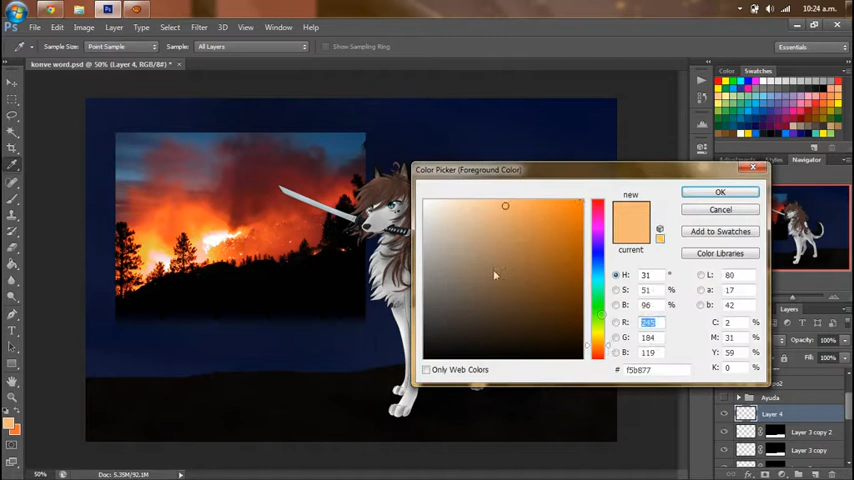 10:24 a.m.
Ps File Edit Image Layer Type Select Filter 3D View Window Help
Sample Size: Point Sample Sample: All Layers Show Sampling Ring Essentials
konve word.psd @ 50% (Layer 4, RGB/8#) * ×
Color Swatches
Color Picker (Foreground Color)
Adjustments Styles Navigator
new
OK
Cancel
current
Add to Swatches
Color Libraries
H: 31 ° L: 80
S: 51 % a: 17
B: 96 % b: 42
R: 245 C: 2 %
G: 184 M: 31 %
B: 119 Y: 59 %
Only Web Colors # f5b877 K: 0 %
Opacity: 100%
Fill: 100%
Ayuda
Layer 4
Layer 3 copy 2
Layer 3 copy
50% Doc: 5.35M/92.1M